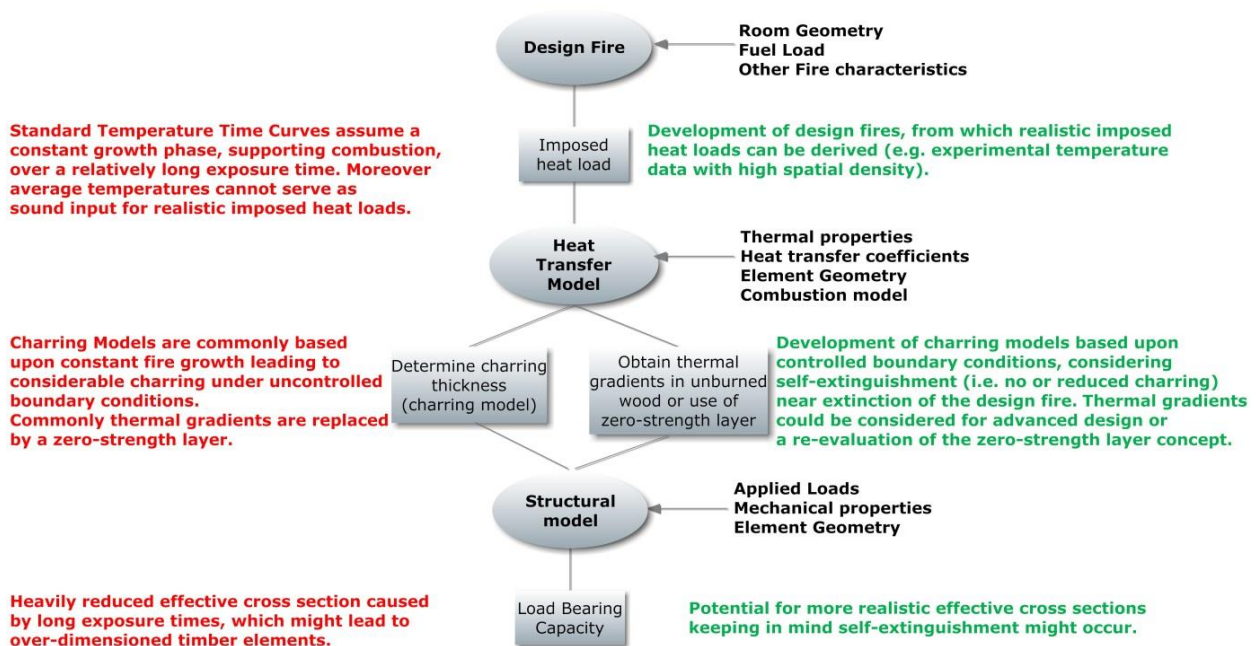 Design Fire
Room Geometry
Fuel Load
Other Fire characteristics
Standard Temperature Time Curves assume a
constant growth phase, supporting combustion,
over a relatively long exposure time. Moreover
average temperatures cannot serve as
sound input for realistic imposed heat loads.
Imposed
heat load
Development of design fires, from which realistic imposed
heat loads can be derived (e.g. experimental temperature
data with high spatial density).
Heat
Transfer
Model
Thermal properties
Heat transfer coefficients
Element Geometry
Combustion model
Charring Models are commonly based
upon constant fire growth leading to
considerable charring under uncontrolled
boundary conditions.
Commonly thermal gradients are replaced
by a zero-strength layer.
Determine charring
thickness
(charring model)
Obtain thermal
gradients in unburned
wood or use of
zero-strength layer
Development of charring models based upon
controlled boundary conditions, considering
self-extinguishment (i.e. no or reduced charring)
near extinction of the design fire. Thermal gradients
could be considered for advanced design or
a re-evaluation of the zero-strength layer concept.
Structural
model
Applied Loads
Mechanical properties
Element Geometry
Heavily reduced effective cross section caused
by long exposure times, which might lead to
over-dimensioned timber elements.
Load Bearing
Capacity
Potential for more realistic effective cross sections
keeping in mind self-extinguishment might occur.